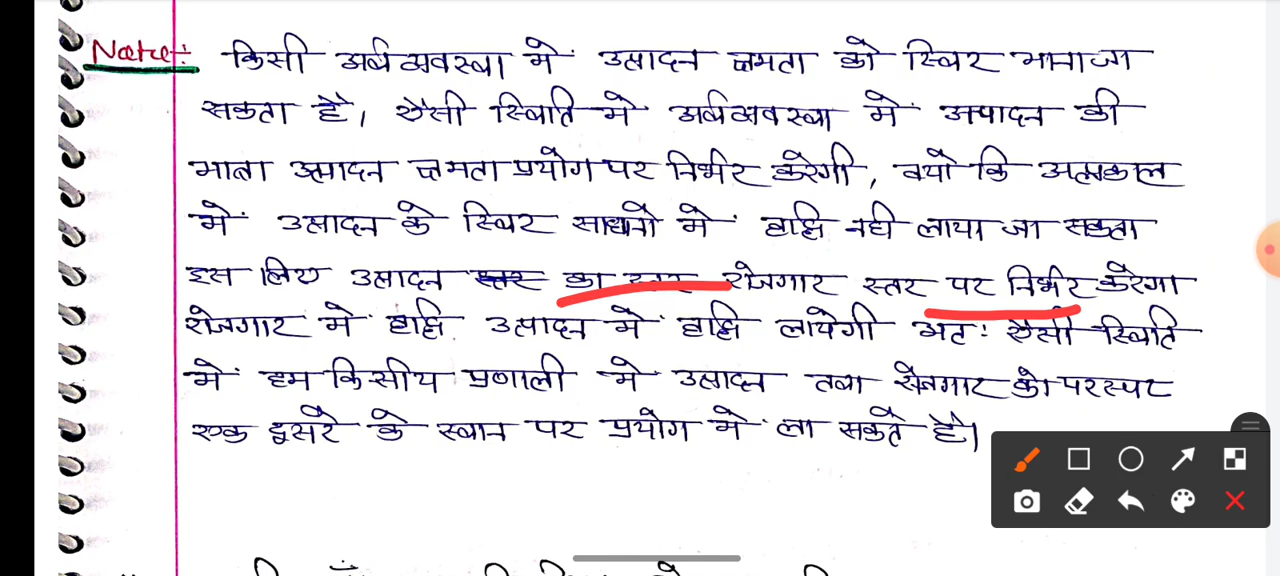 Note:- किसी अर्थव्यवस्था में उत्पादन क्षमता को स्थिर माना जा
सकता है, ऐसी स्थिति में अर्थव्यवस्था में उत्पादन की
मात्रा उत्पादन क्षमता प्रयोग पर निर्भर करेगी, क्यों कि अल्पकाल
में उत्पादन के स्थिर साधनों में वृद्धि नही लाया जा सकता
इस लिए उत्पादन स्तर का स्तर रोजगार स्तर पर निर्भर करेगा
रोजगार में वृद्धि उत्पादन में वृद्धि लायेगी अतः ऐसी स्थिति
में हम किसीय प्रणाली में उत्पादन तथा रोजगार को परस्पर
एक दूसरे के स्थान पर प्रयोग में ला सकते है।